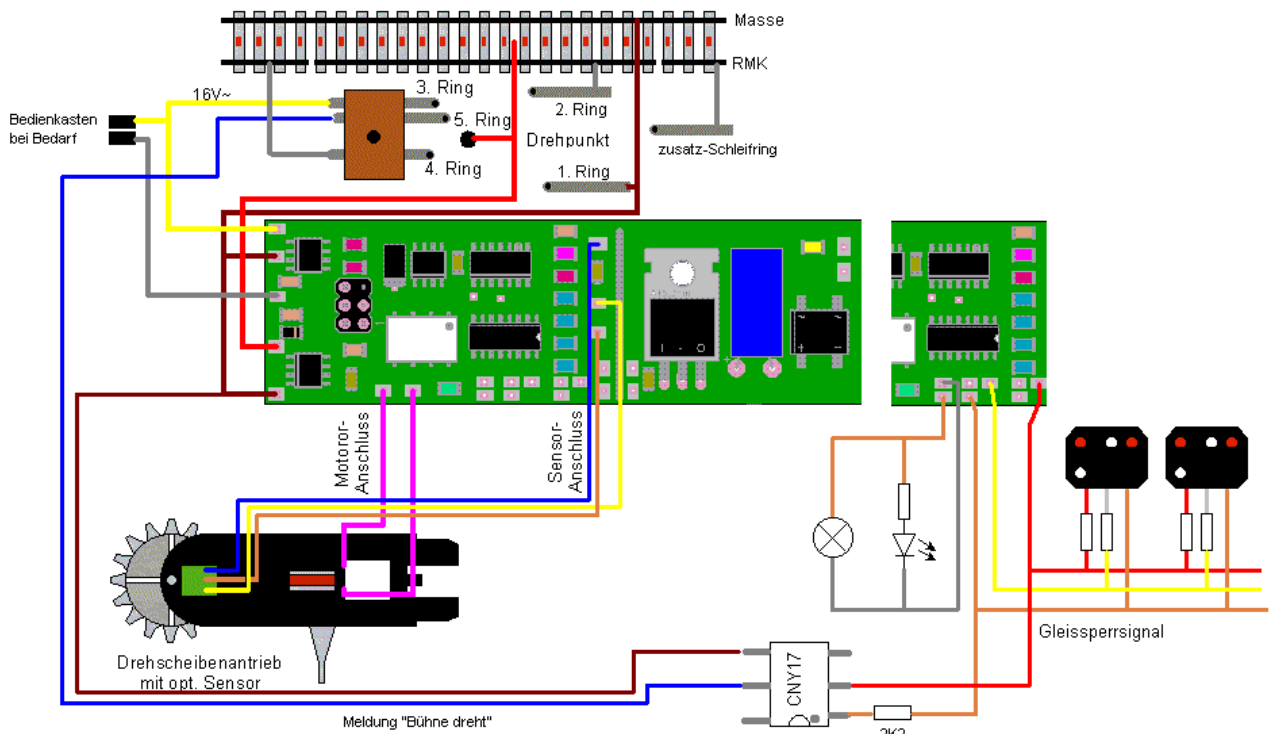 Masse
RMK
16V~
3. Ring
2. Ring
5. Ring
Bedienkasten
bei Bedarf
Drehpunkt
zusatz-Schleifring
4. Ring
1. Ring
Motoror-
Anschluss
Sensor-
Anschluss
Gleissperrsignal
Drehscheibenantrieb
mit opt. Sensor
CNY17
Meldung "Bühne dreht"